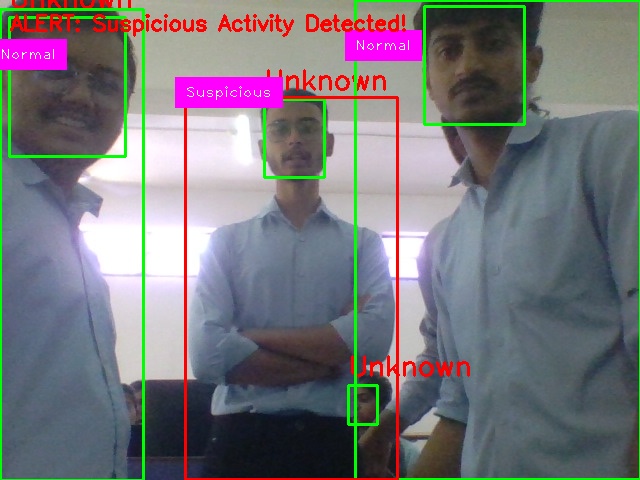 Unknown
ALERT: Suspicious Activity Detected!
Normal
Normal
Unknown
Suspicious
Unknown